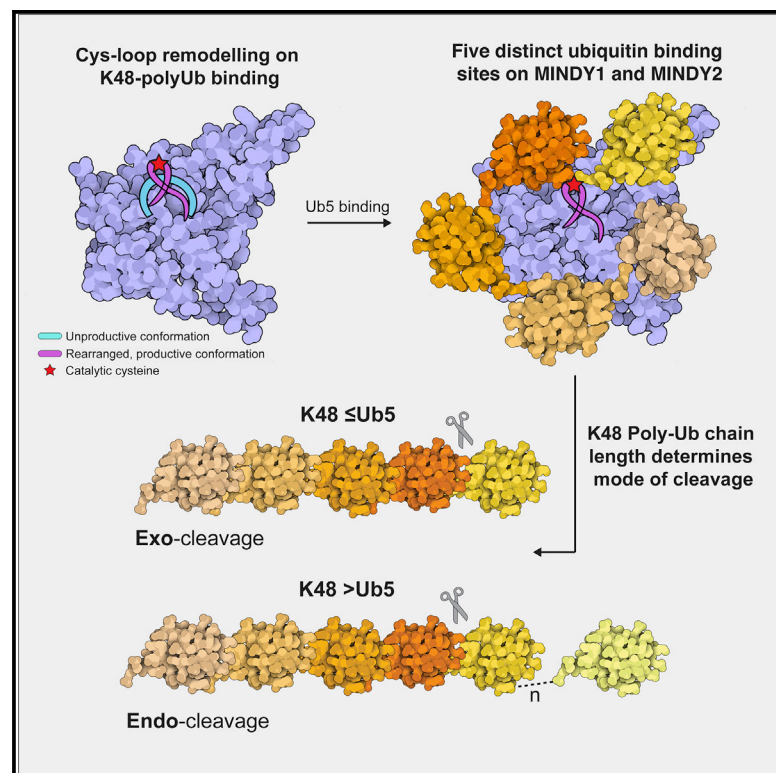 Cys-loop remodelling on
K48-polyUb binding
Five distinct ubiquitin binding
sites on MINDY1 and MINDY2
Ub5 binding
Unproductive conformation
Rearranged, productive conformation
Catalytic cysteine
K48 ≤Ub5
K48 Poly-Ub chain
length determines
mode of cleavage
Exo-cleavage
K48 >Ub5
n
Endo-cleavage